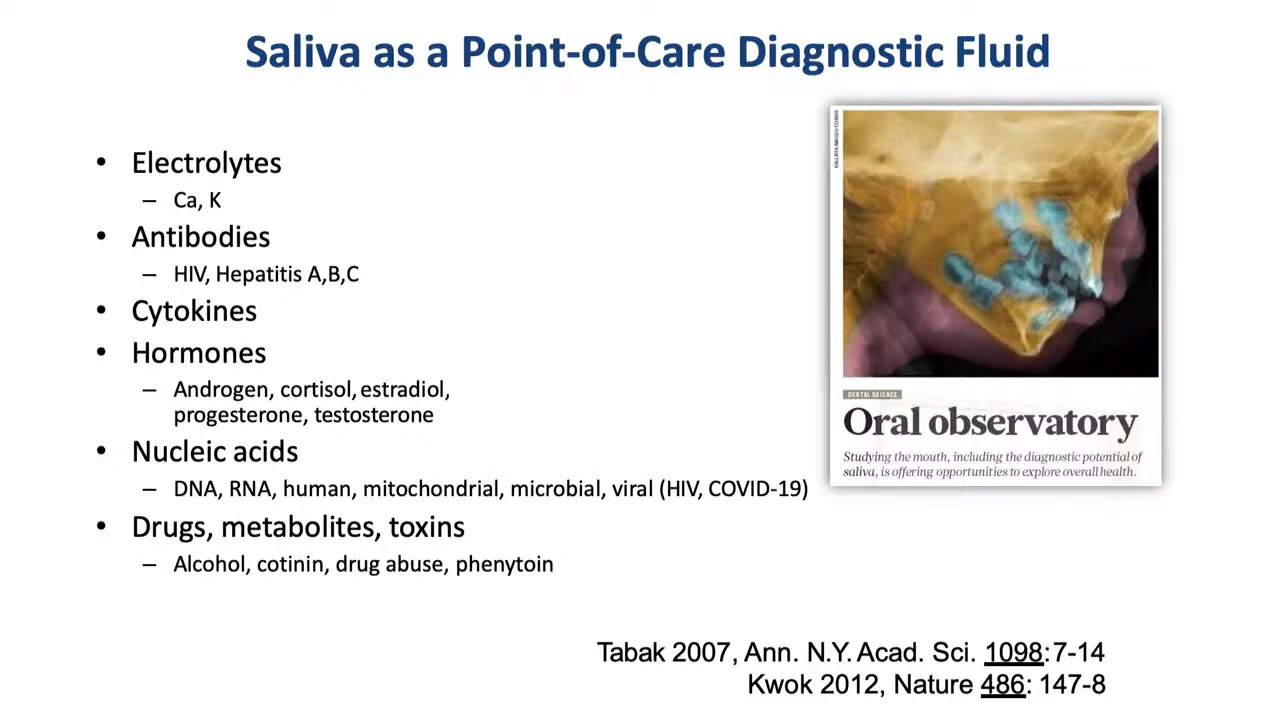 Saliva as a Point-of-Care Diagnostic Fluid
• Electrolytes
– Ca, K
• Antibodies
– HIV, Hepatitis A,B,C
• Cytokines
• Hormones
– Androgen, cortisol, estradiol,
progesterone, testosterone
• Nucleic acids
– DNA, RNA, human, mitochondrial, microbial, viral (HIV, COVID-19)
• Drugs, metabolites, toxins
– Alcohol, cotinin, drug abuse, phenytoin
DENTAL SCIENCE
Oral observatory
Studying the mouth, including the diagnostic potential of
saliva, is offering opportunities to explore overall health.
Tabak 2007, Ann. N.Y. Acad. Sci. 1098:7-14
Kwok 2012, Nature 486: 147-8